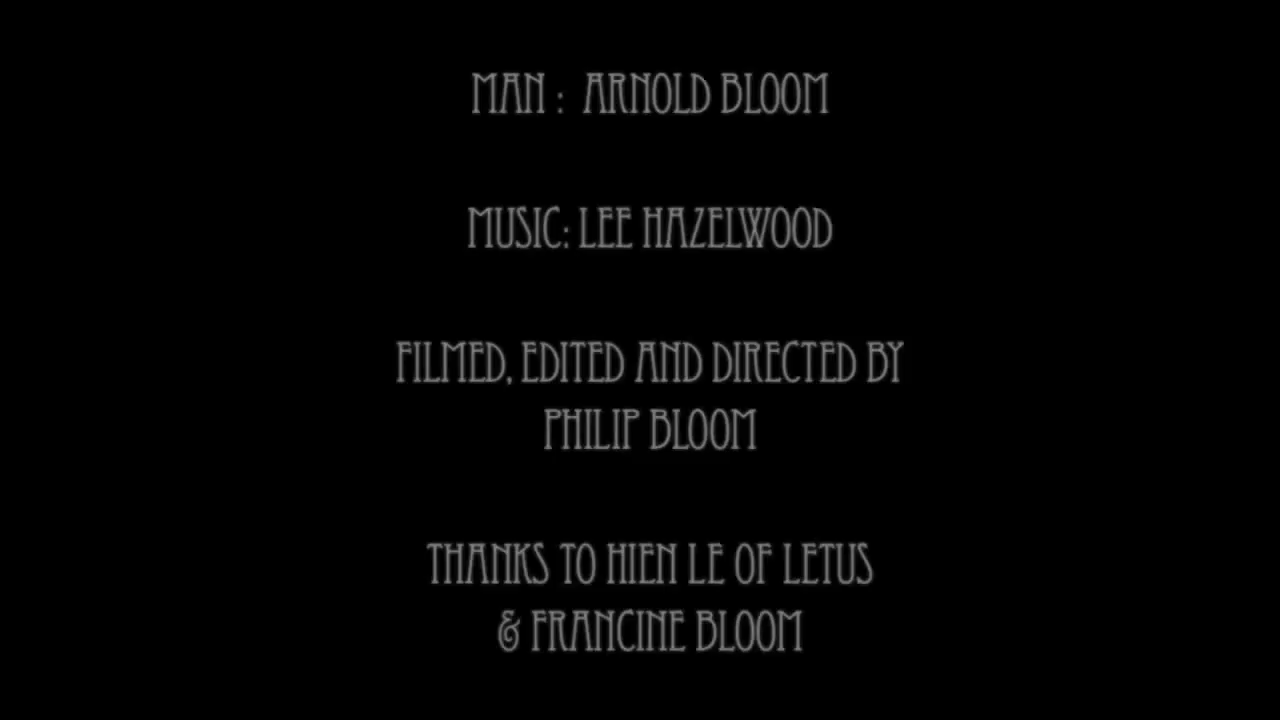 MAN : ARNOLD BLOOM
MUSIC: LEE HAZELWOOD
FILMED, EDITED AND DIRECTED BY
PHILIP BLOOM
THANKS TO HIEN LE OF LETUS
& FRANCINE BLOOM